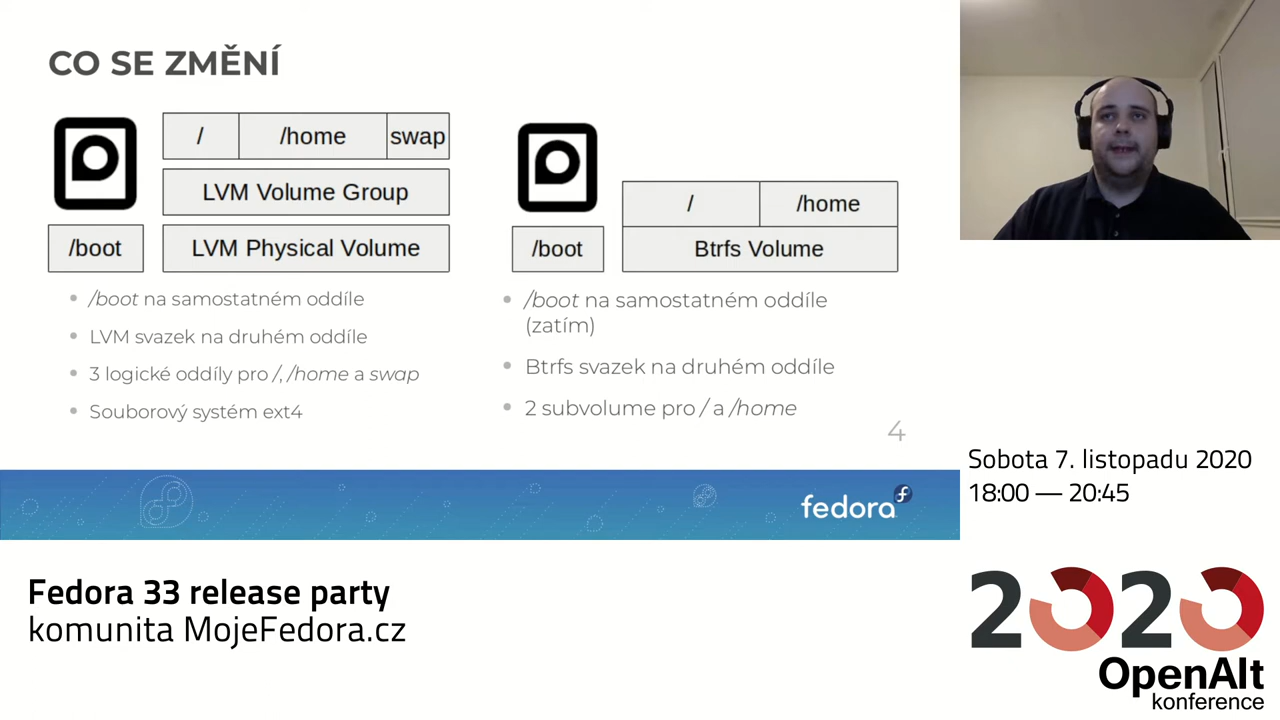 CO SE ZMĚNÍ
/
/home
swap
LVM Volume Group
/boot
LVM Physical Volume
• /boot na samostatném oddíle
• LVM svazek na druhém oddíle
• 3 logické oddíly pro /, /home a swap
• Souborový systém ext4
/
/home
/boot
Btrfs Volume
• /boot na samostatném oddíle
(zatím)
• Btrfs svazek na druhém oddíle
• 2 subvolume pro / a /home
4
fedora
Sobota 7. listopadu 2020
18:00 — 20:45
Fedora 33 release party
komunita MojeFedora.cz
2020
OpenAlt
konference